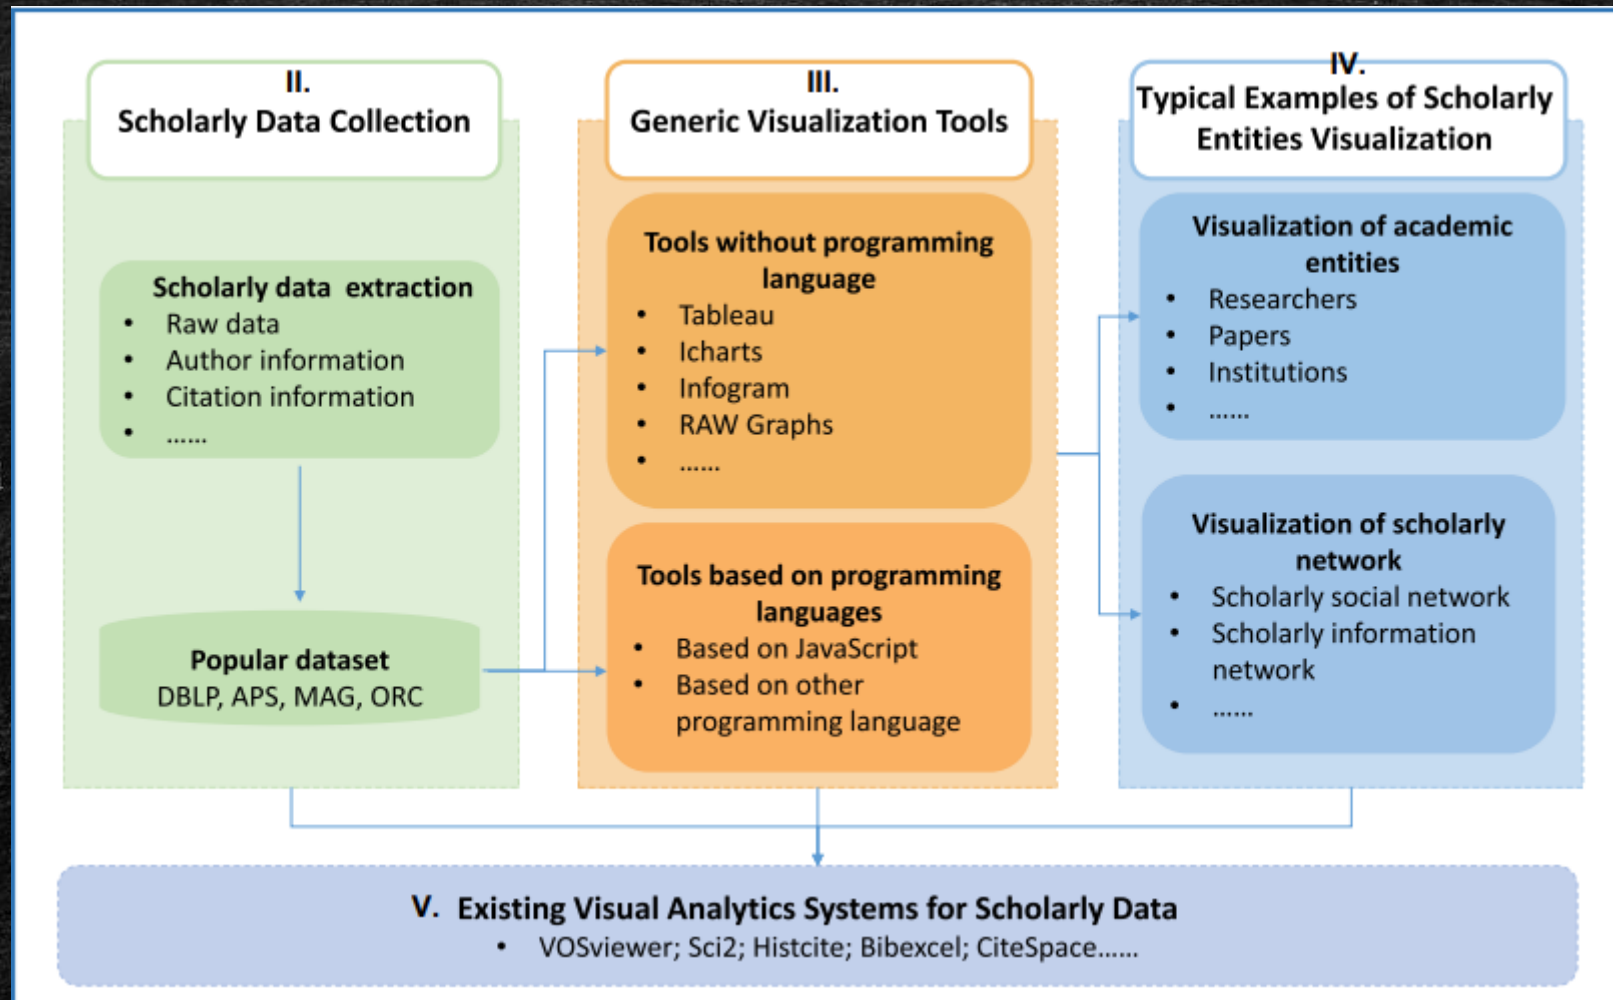 II.
Scholarly Data Collection
Scholarly data extraction
• Raw data
• Author information
• Citation information
• ......
Popular dataset
DBLP, APS, MAG, ORC
III.
Generic Visualization Tools
Tools without programming
language
• Tableau
• Icharts
• Infogram
• RAW Graphs
• ......
Tools based on programming
languages
• Based on JavaScript
• Based on other
programming language
IV.
Typical Examples of Scholarly
Entities Visualization
Visualization of academic
entities
• Researchers
• Papers
• Institutions
• ......
Visualization of scholarly
network
• Scholarly social network
• Scholarly information
network
• ......
V. Existing Visual Analytics Systems for Scholarly Data
• VOSviewer; Sci2; Histcite; Bibexcel; CiteSpace......